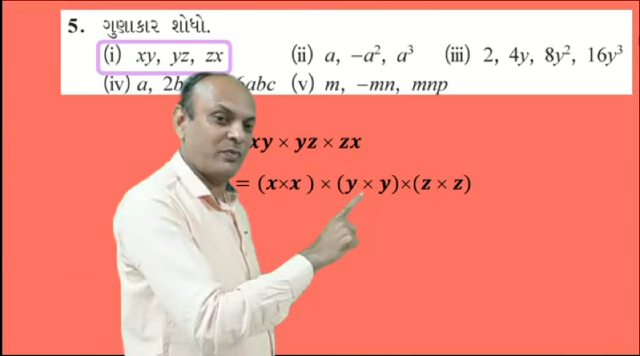 5. ગુણાકાર શોધો.
(i) xy, yz, zx (ii) a, −a², a³ (iii) 2, 4y, 8y², 16y³
(iv) a, 2b abc (v) m, −mn, mnp
xy × yz × zx
= (x×x ) × (y × y)×(z × z)